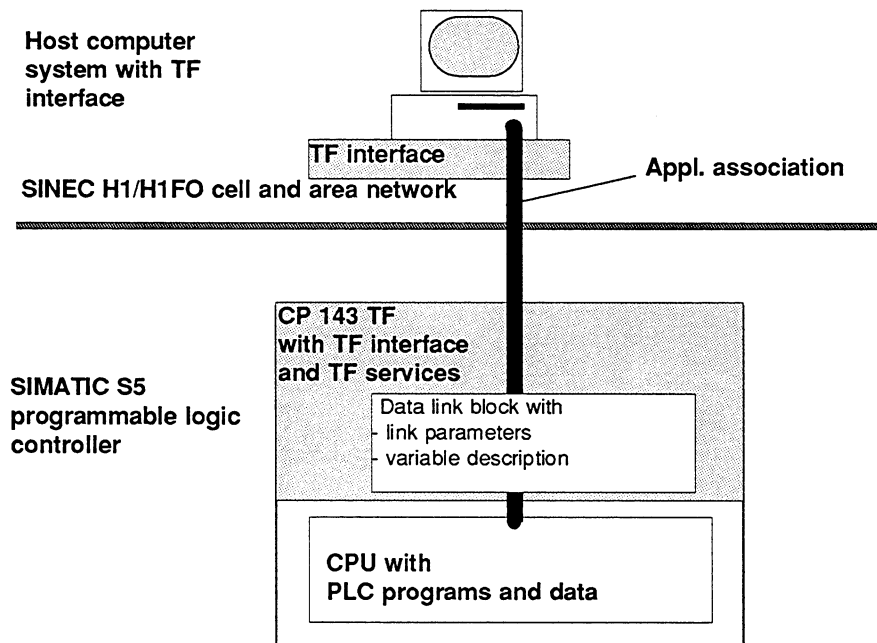 Host computer
system with TF
interface
TF interface
Appl. association
SINEC H1/H1FO cell and area network
CP 143 TF
with TF interface
and TF services
SIMATIC S5
programmable logic
controller
Data link block with
- link parameters
- variable description
CPU with
PLC programs and data